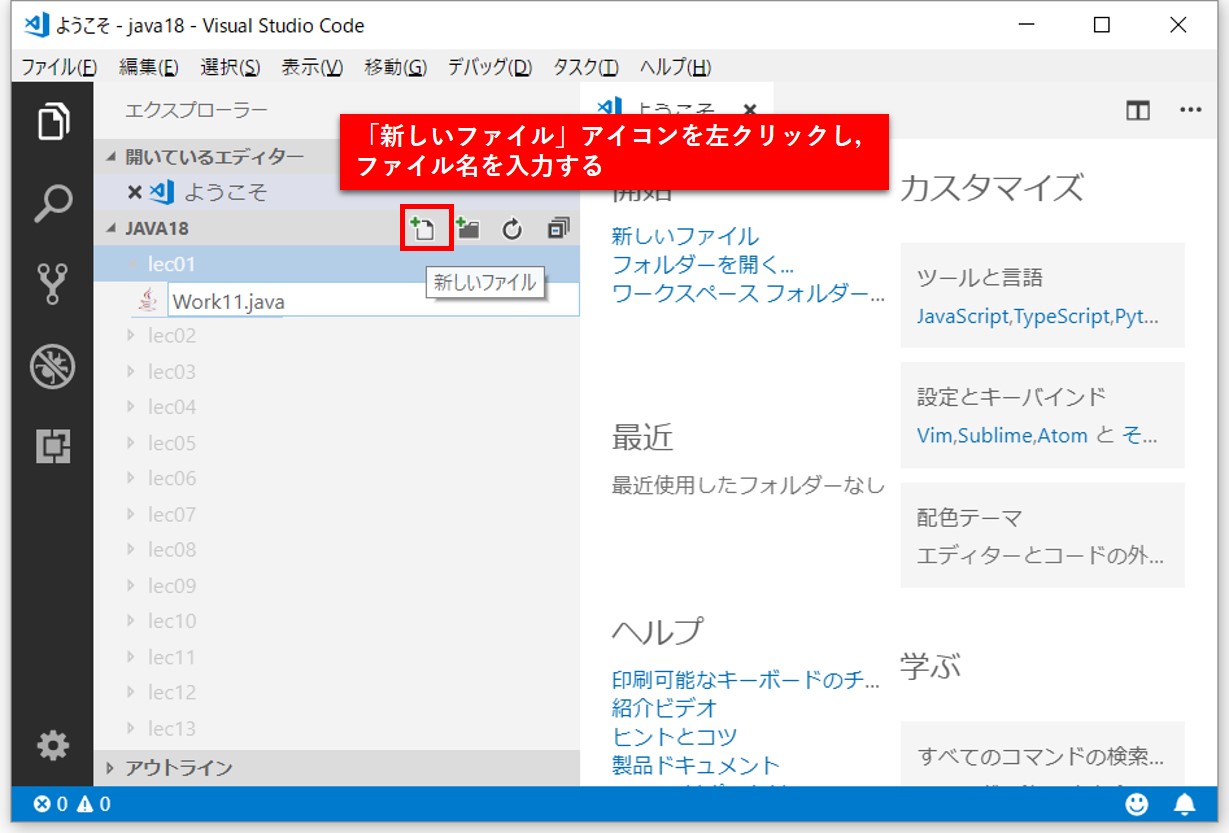 ようこそ - java18 - Visual Studio Code
ファイル(F) 編集(E) 選択(S) 表示(V) 移動(G) デバッグ(D) タスク(T) ヘルプ(H)
エクスプローラー
ようこそ
「新しいファイル」アイコンを左クリックし,
ファイル名を入力する
開いているエディター
ようこそ
JAVA18
lec01
新しいファイル
Work11.java
lec02
lec03
lec04
lec05
lec06
lec07
lec08
lec09
lec10
lec11
lec12
lec13
アウトライン
開始
新しいファイル
フォルダーを開く...
ワークスペース フォルダー...
最近
最近使用したフォルダーなし
ヘルプ
印刷可能なキーボードのチ...
紹介ビデオ
ヒントとコツ
製品ドキュメント
カスタマイズ
ツールと言語
JavaScript,TypeScript,Pyt...
設定とキーバインド
Vim,Sublime,Atom と そ...
配色テーマ
エディターとコードの外...
学ぶ
すべてのコマンドの検索...
0 0